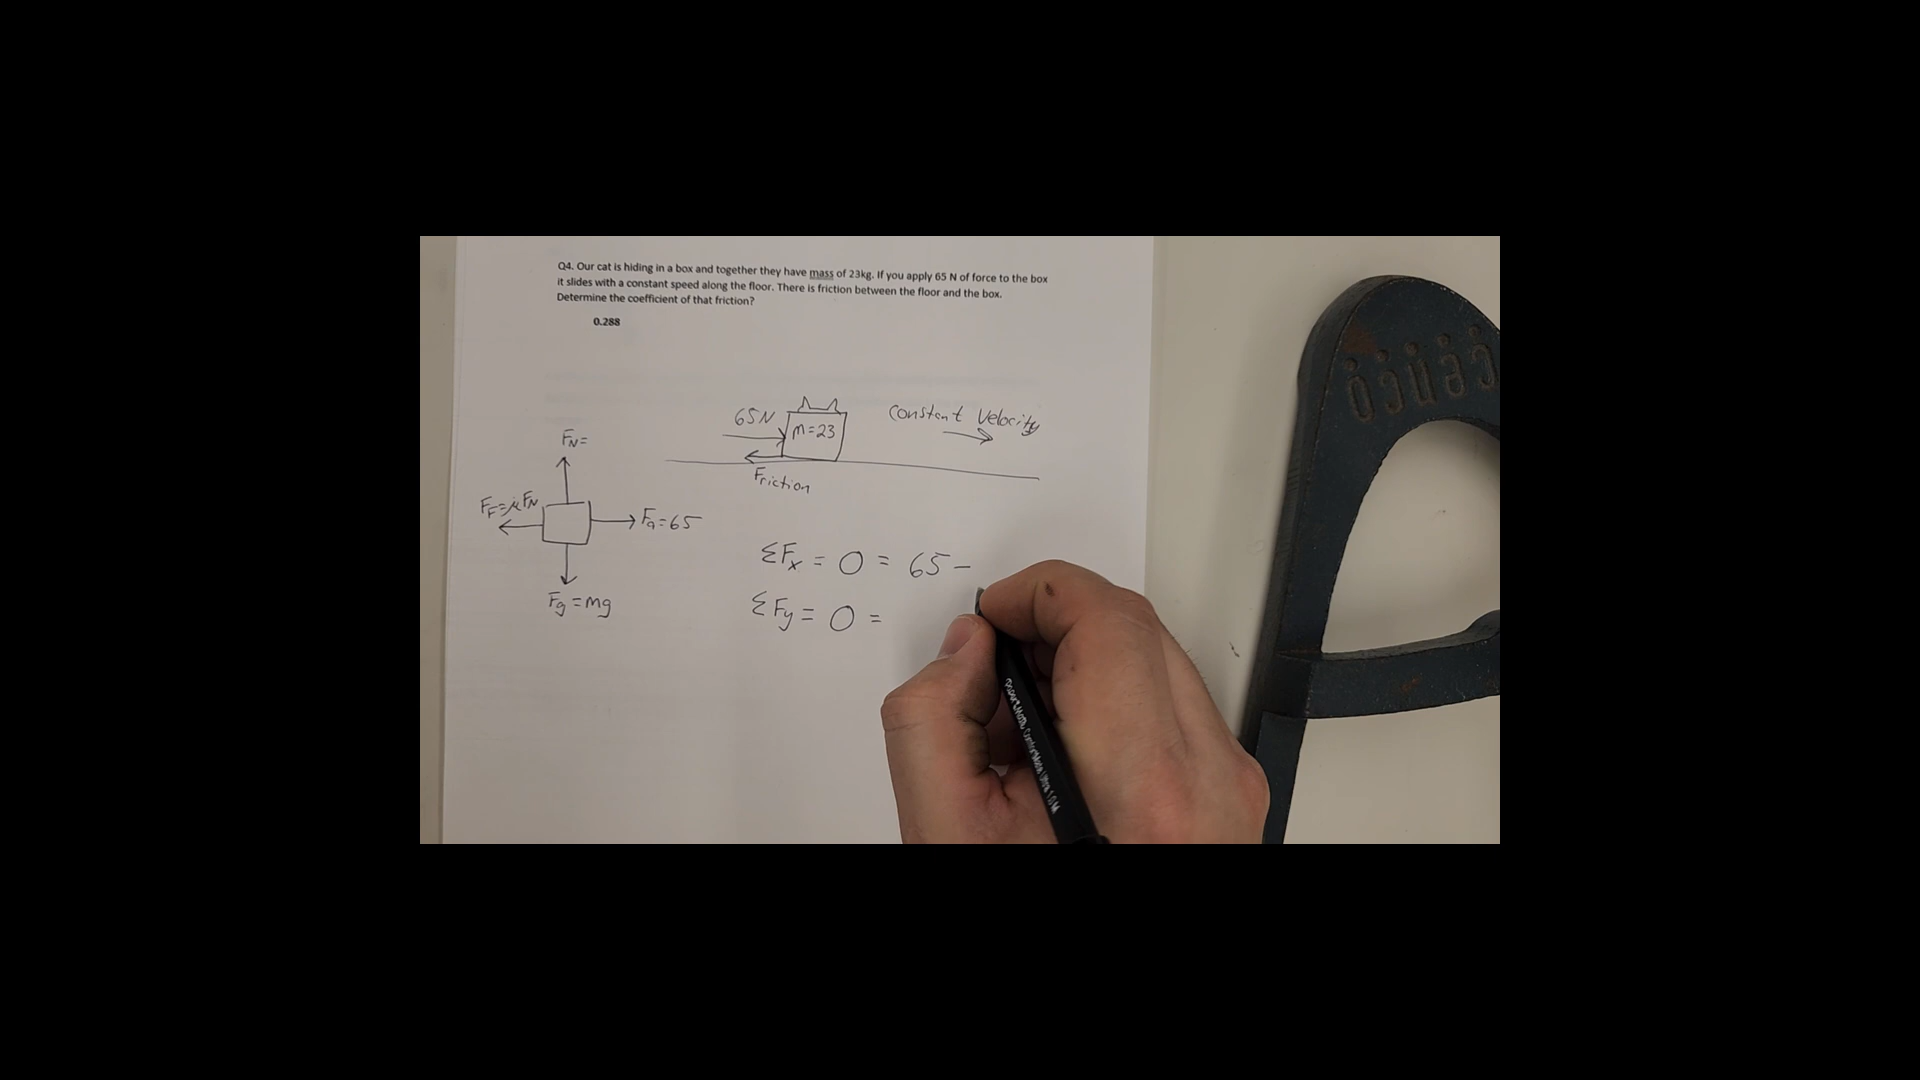 Q4. Our cat is hiding in a box and together they have mass of 23kg. If you apply 65 N of force to the box
it slides with a constant speed along the floor. There is friction between the floor and the box.
Determine the coefficient of that friction?
0.288
65N
m=23
Constant Velocity
Friction
FN=
FF=μFN
Fa=65
Fg=mg
ΣFx = 0 = 65 −
ΣFy = 0 =